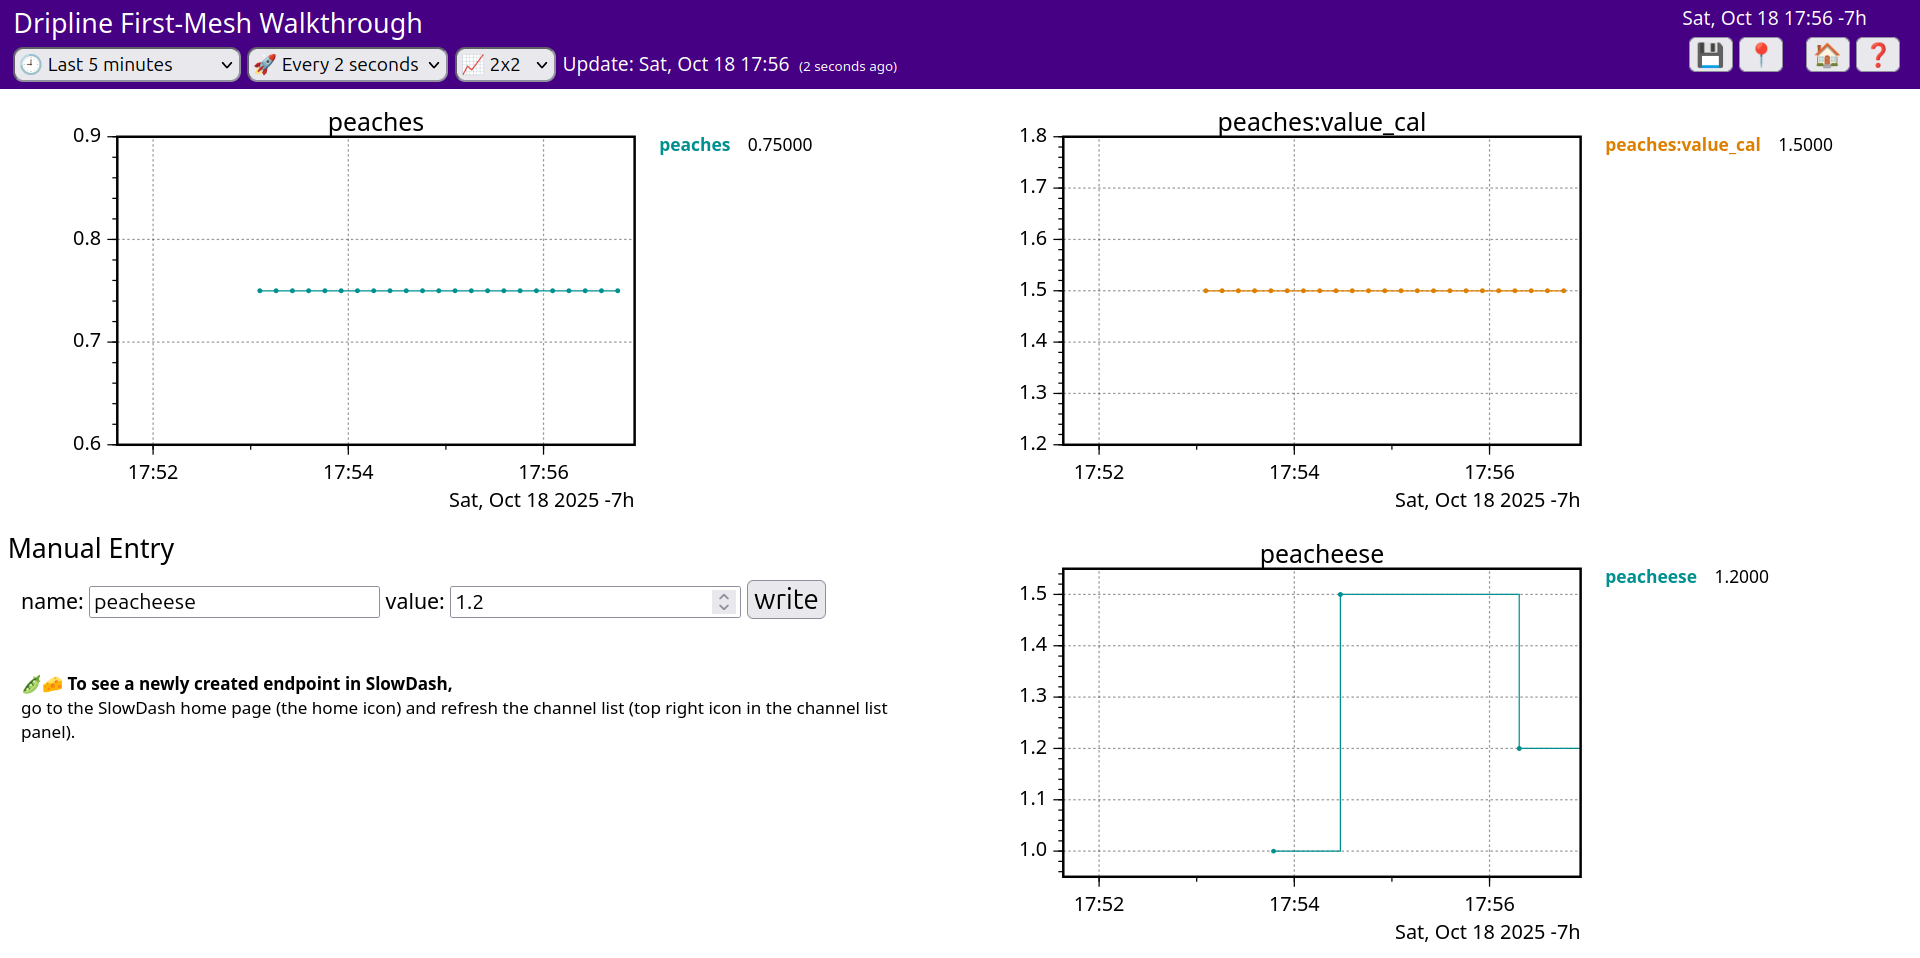 Dripline First-Mesh Walkthrough
Sat, Oct 18 17:56 -7h
Last 5 minutes
Every 2 seconds
2x2
Update: Sat, Oct 18 17:56 (2 seconds ago)
peaches
peaches 0.75000
0.9
0.8
0.7
0.6
17:52 17:54 17:56
Sat, Oct 18 2025 -7h
peaches:value_cal
peaches:value_cal 1.5000
1.8
1.7
1.6
1.5
1.4
1.3
1.2
17:52 17:54 17:56
Sat, Oct 18 2025 -7h
Manual Entry
name: peacheese value: 1.2 write
To see a newly created endpoint in SlowDash,
go to the SlowDash home page (the home icon) and refresh the channel list (top right icon in the channel list
panel).
peacheese
peacheese 1.2000
1.5
1.4
1.3
1.2
1.1
1.0
17:52 17:54 17:56
Sat, Oct 18 2025 -7h